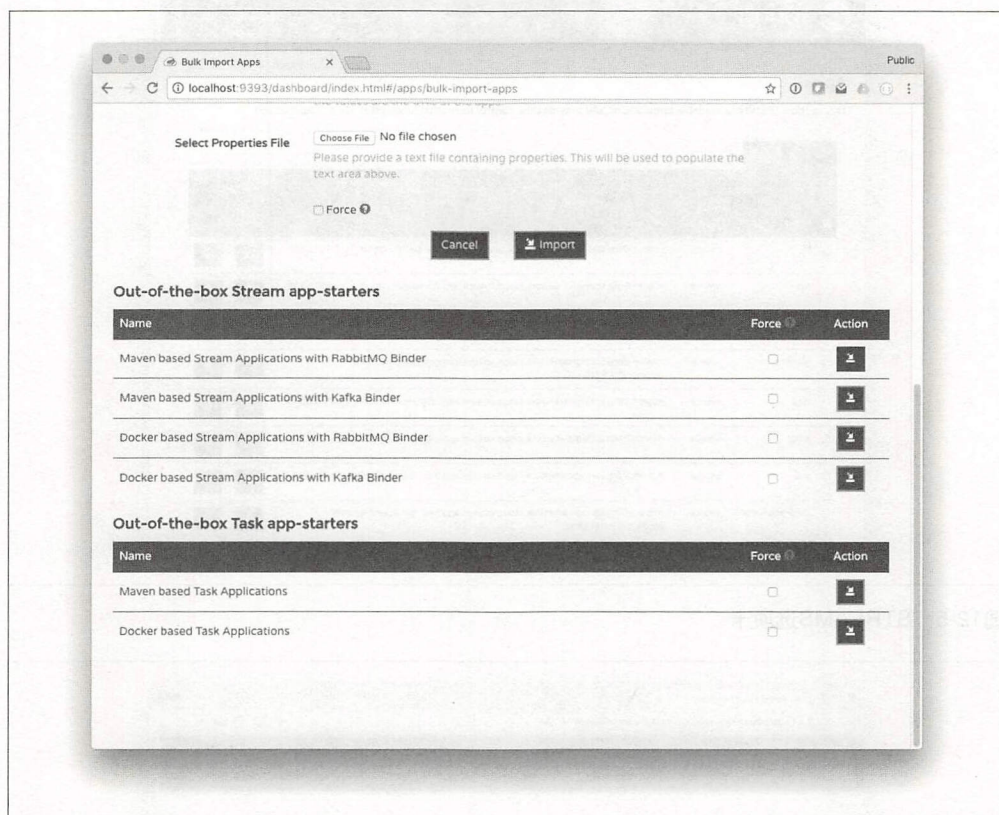 Bulk Import Apps
Public
localhost:9393/dashboard/index.html#/apps/bulk-import-apps
Select Properties File
Choose File No file chosen
Please provide a text file containing properties. This will be used to populate the
text area above.
Force
Cancel
Import
Out-of-the-box Stream app-starters
Name Force Action
Maven based Stream Applications with RabbitMQ Binder
Maven based Stream Applications with Kafka Binder
Docker based Stream Applications with RabbitMQ Binder
Docker based Stream Applications with Kafka Binder
Out-of-the-box Task app-starters
Name Force Action
Maven based Task Applications
Docker based Task Applications